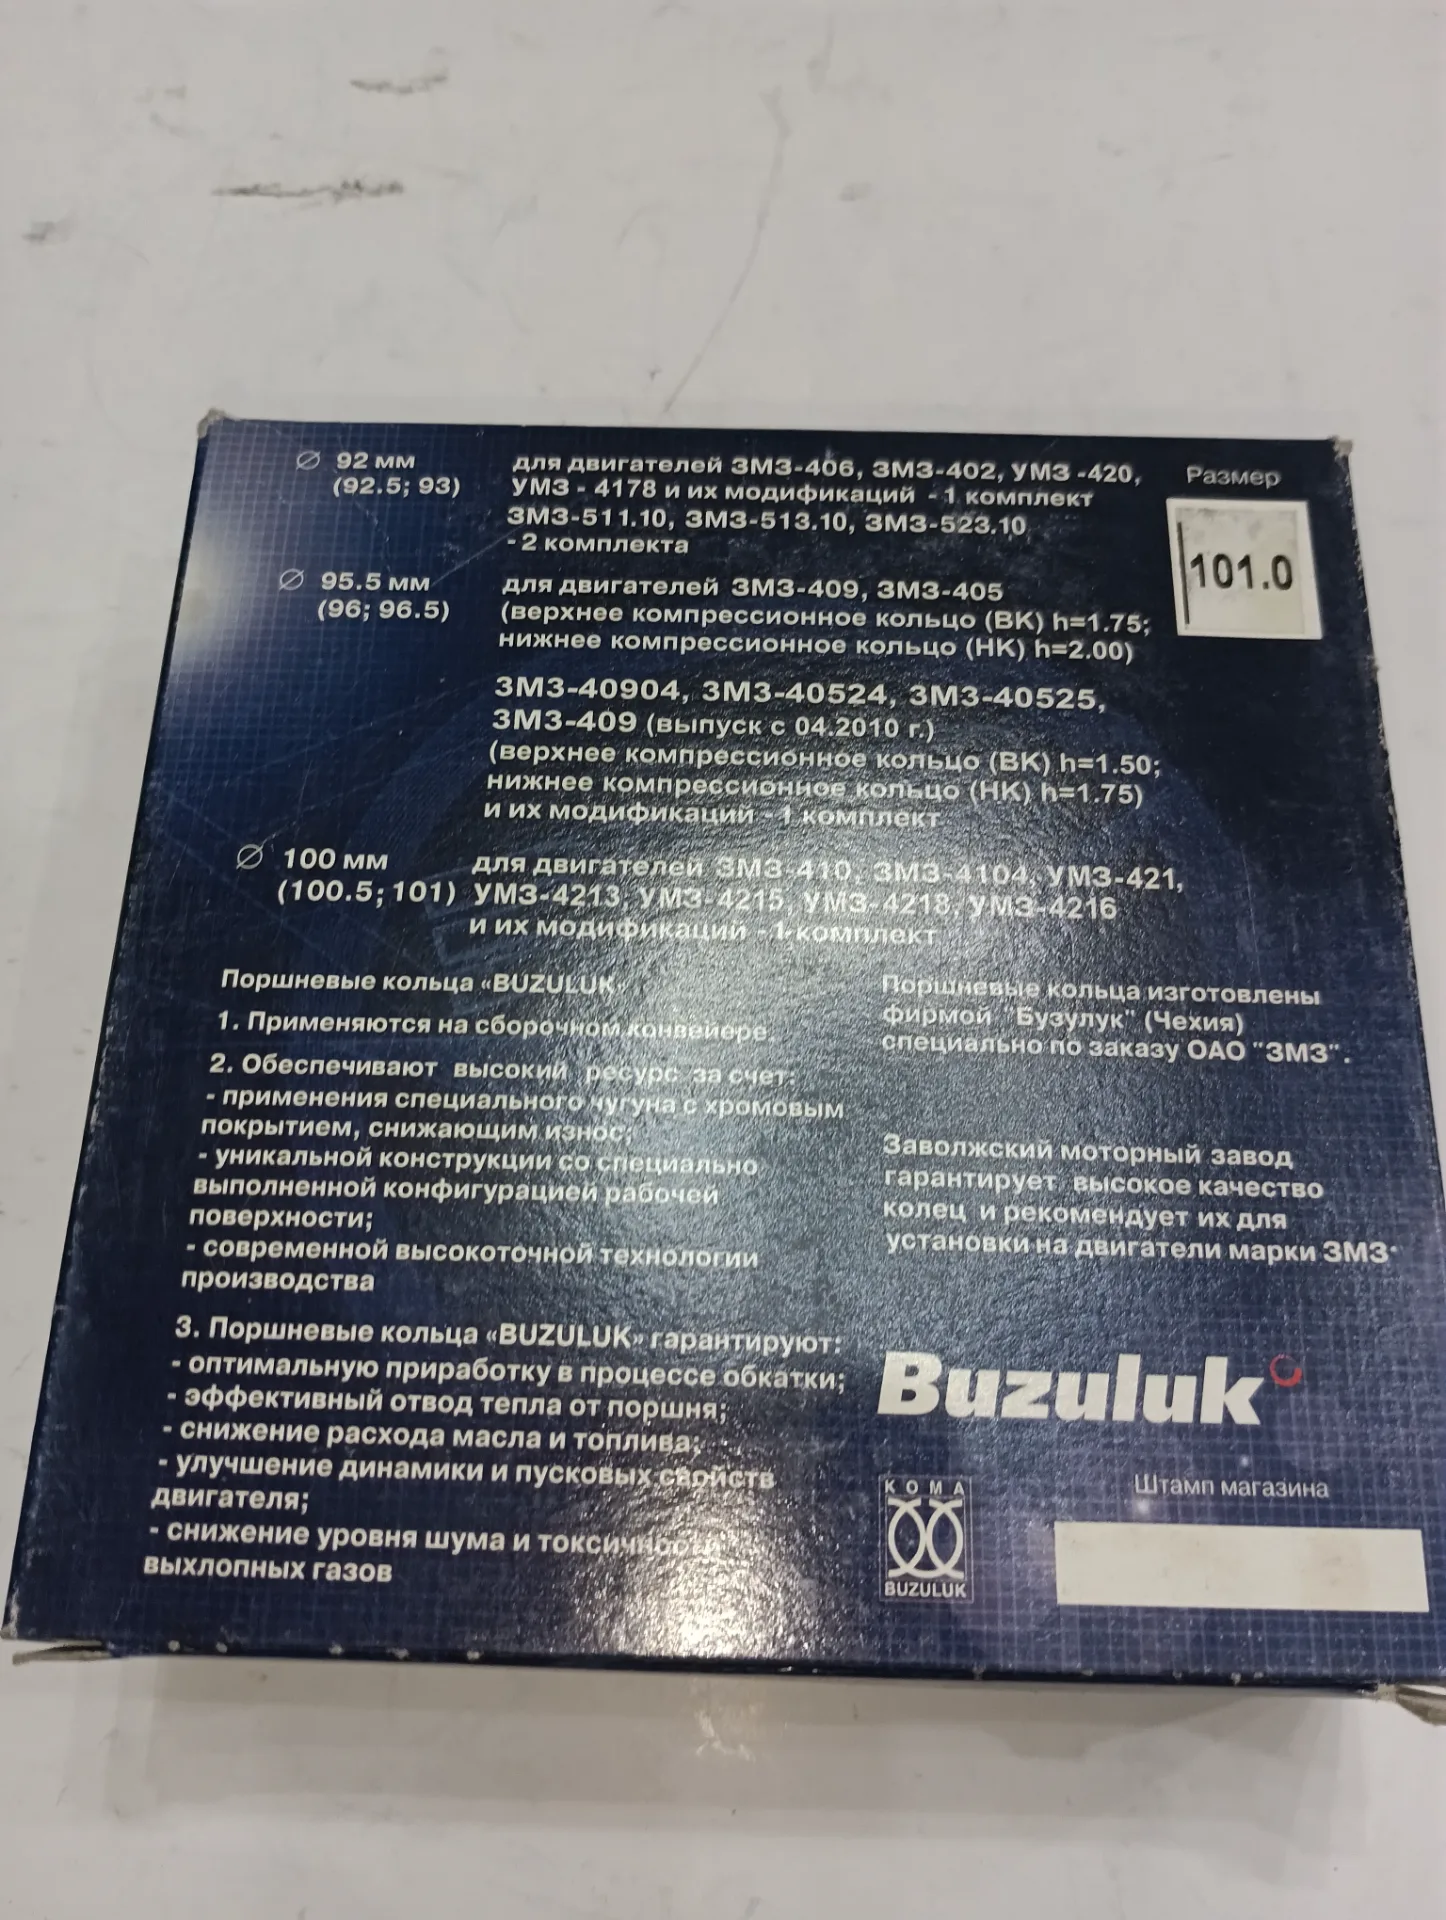 ∅ 92 мм для двигателей ЗМЗ-406, ЗМЗ-402, УМЗ -420,
(92.5; 93) УМЗ - 4178 и их модификаций - 1 комплект
ЗМЗ-511.10, ЗМЗ-513.10, ЗМЗ-523.10
- 2 комплекта
Размер
101.0
∅ 95.5 мм для двигателей ЗМЗ-409, ЗМЗ-405
(96; 96.5) (верхнее компрессионное кольцо (ВК) h=1.75;
нижнее компрессионное кольцо (НК) h=2.00)
ЗМЗ-40904, ЗМЗ-40524, ЗМЗ-40525,
ЗМЗ-409 (выпуск с 04.2010 г.)
(верхнее компрессионное кольцо (ВК) h=1.50;
нижнее компрессионное кольцо (НК) h=1.75)
и их модификаций - 1 комплект
∅ 100 мм для двигателей ЗМЗ-410, ЗМЗ-4104, УМЗ-421,
(100.5; 101) УМЗ-4213, УМЗ-4215, УМЗ-4218, УМЗ-4216
и их модификаций - 1 комплект
Поршневые кольца «BUZULUK»
1. Применяются на сборочном конвейере.
2. Обеспечивают высокий ресурс за счет:
- применения специального чугуна с хромовым
покрытием, снижающим износ;
- уникальной конструкции со специально
выполненной конфигурацией рабочей
поверхности;
- современной высокоточной технологии
производства
3. Поршневые кольца «BUZULUK» гарантируют:
- оптимальную приработку в процессе обкатки;
- эффективный отвод тепла от поршня;
- снижение расхода масла и топлива;
- улучшение динамики и пусковых свойств
двигателя;
- снижение уровня шума и токсичности
выхлопных газов
Поршневые кольца изготовлены
фирмой "Бузулук" (Чехия)
специально по заказу ОАО "ЗМЗ".
Заволжский моторный завод
гарантирует высокое качество
колец и рекомендует их для
установки на двигатели марки ЗМЗ.
Buzuluk
KOMA
BUZULUK
Штамп магазина